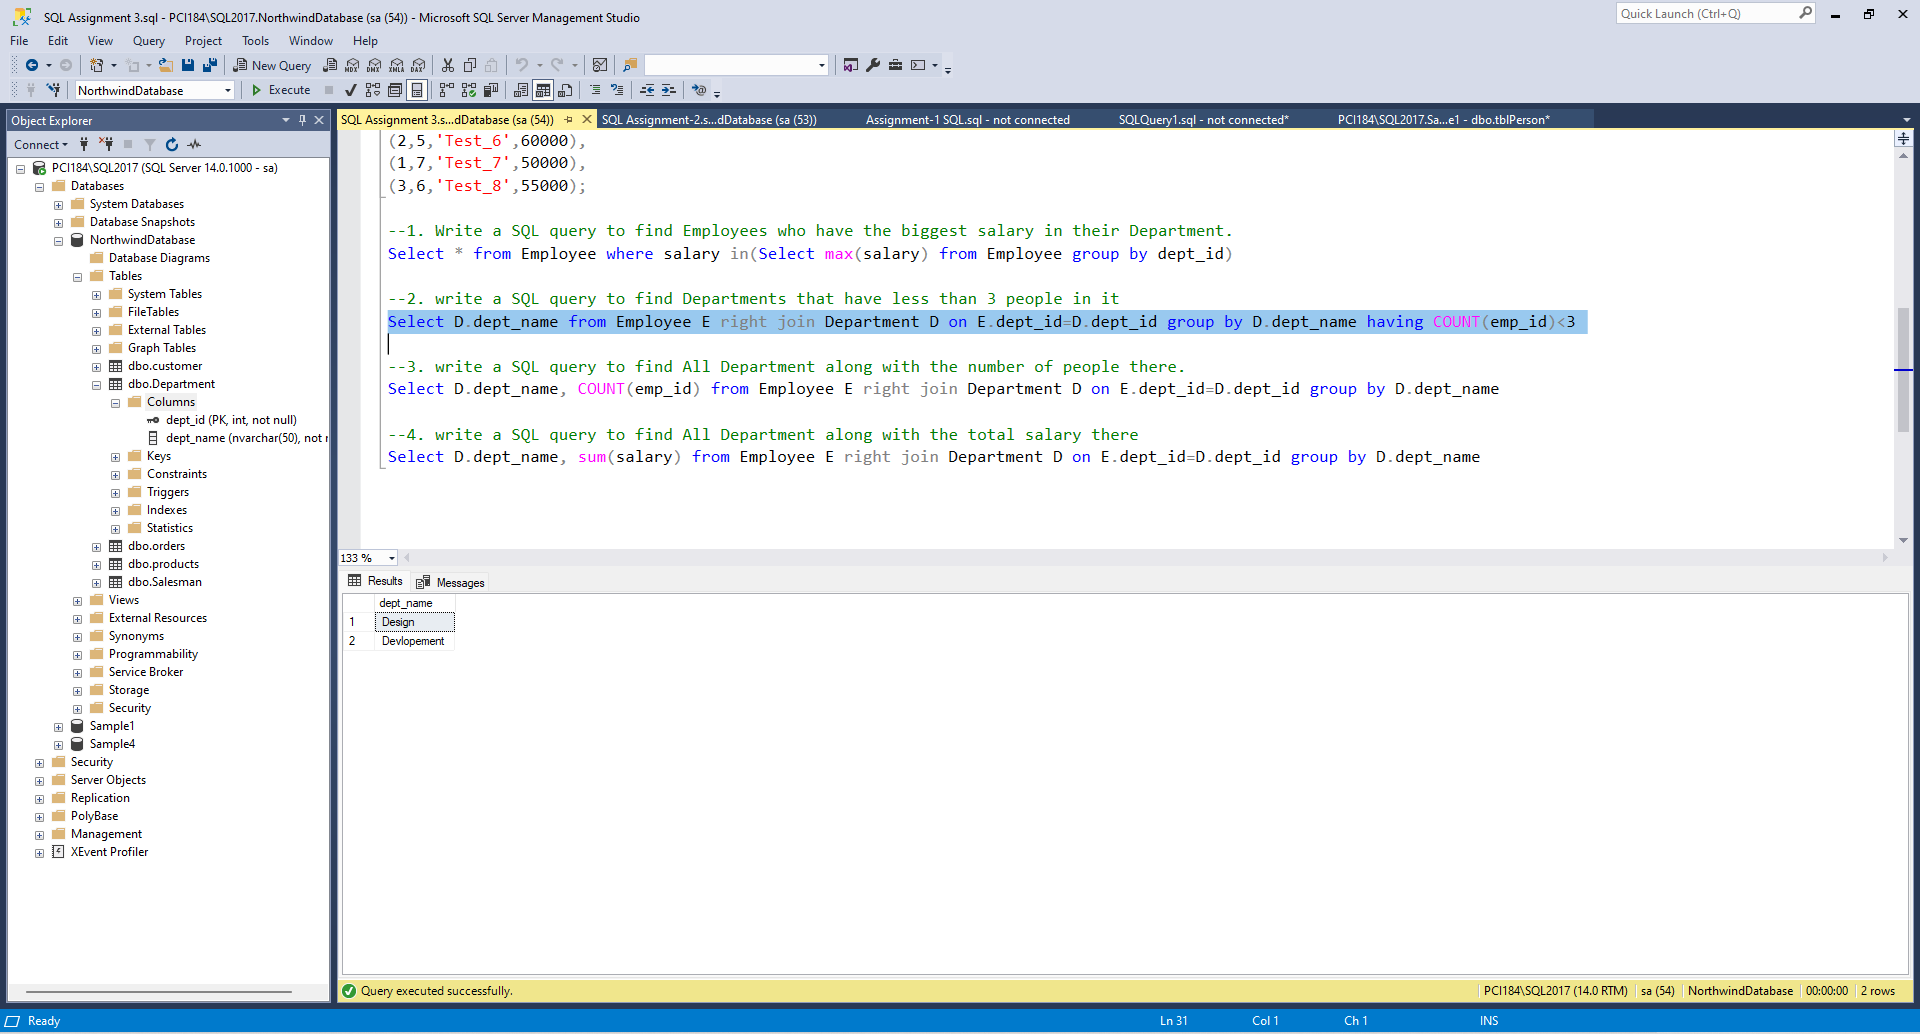 SQL Assignment 3.sql - PCI184\SQL2017.NorthwindDatabase (sa (54)) - Microsoft SQL Server Management Studio
Quick Launch (Ctrl+Q)
File Edit View Query Project Tools Window Help
New Query
NorthwindDatabase
Execute
Object Explorer
Connect
PCI184\SQL2017 (SQL Server 14.0.1000 - sa)
Databases
System Databases
Database Snapshots
NorthwindDatabase
Database Diagrams
Tables
System Tables
FileTables
External Tables
Graph Tables
dbo.customer
dbo.Department
Columns
dept_id (PK, int, not null)
dept_name (nvarchar(50), not r
Keys
Constraints
Triggers
Indexes
Statistics
dbo.orders
dbo.products
dbo.Salesman
Views
External Resources
Synonyms
Programmability
Service Broker
Storage
Security
Sample1
Sample4
Security
Server Objects
Replication
PolyBase
Management
XEvent Profiler
SQL Assignment 3.s...dDatabase (sa (54)) SQL Assignment-2.s...dDatabase (sa (53)) Assignment-1 SQL.sql - not connected SQLQuery1.sql - not connected* PCI184\SQL2017.Sa...e1 - dbo.tblPerson*
(2,5,'Test_6',60000),
(1,7,'Test_7',50000),
(3,6,'Test_8',55000);
--1. Write a SQL query to find Employees who have the biggest salary in their Department.
Select * from Employee where salary in(Select max(salary) from Employee group by dept_id)
--2. write a SQL query to find Departments that have less than 3 people in it
Select D.dept_name from Employee E right join Department D on E.dept_id=D.dept_id group by D.dept_name having COUNT(emp_id)<3
--3. write a SQL query to find All Department along with the number of people there.
Select D.dept_name, COUNT(emp_id) from Employee E right join Department D on E.dept_id=D.dept_id group by D.dept_name
--4. write a SQL query to find All Department along with the total salary there
Select D.dept_name, sum(salary) from Employee E right join Department D on E.dept_id=D.dept_id group by D.dept_name
133 %
Results Messages
dept_name
1 Design
2 Devlopement
Query executed successfully.
PCI184\SQL2017 (14.0 RTM) sa (54) NorthwindDatabase 00:00:00 2 rows
Ready Ln 31 Col 1 Ch 1 INS